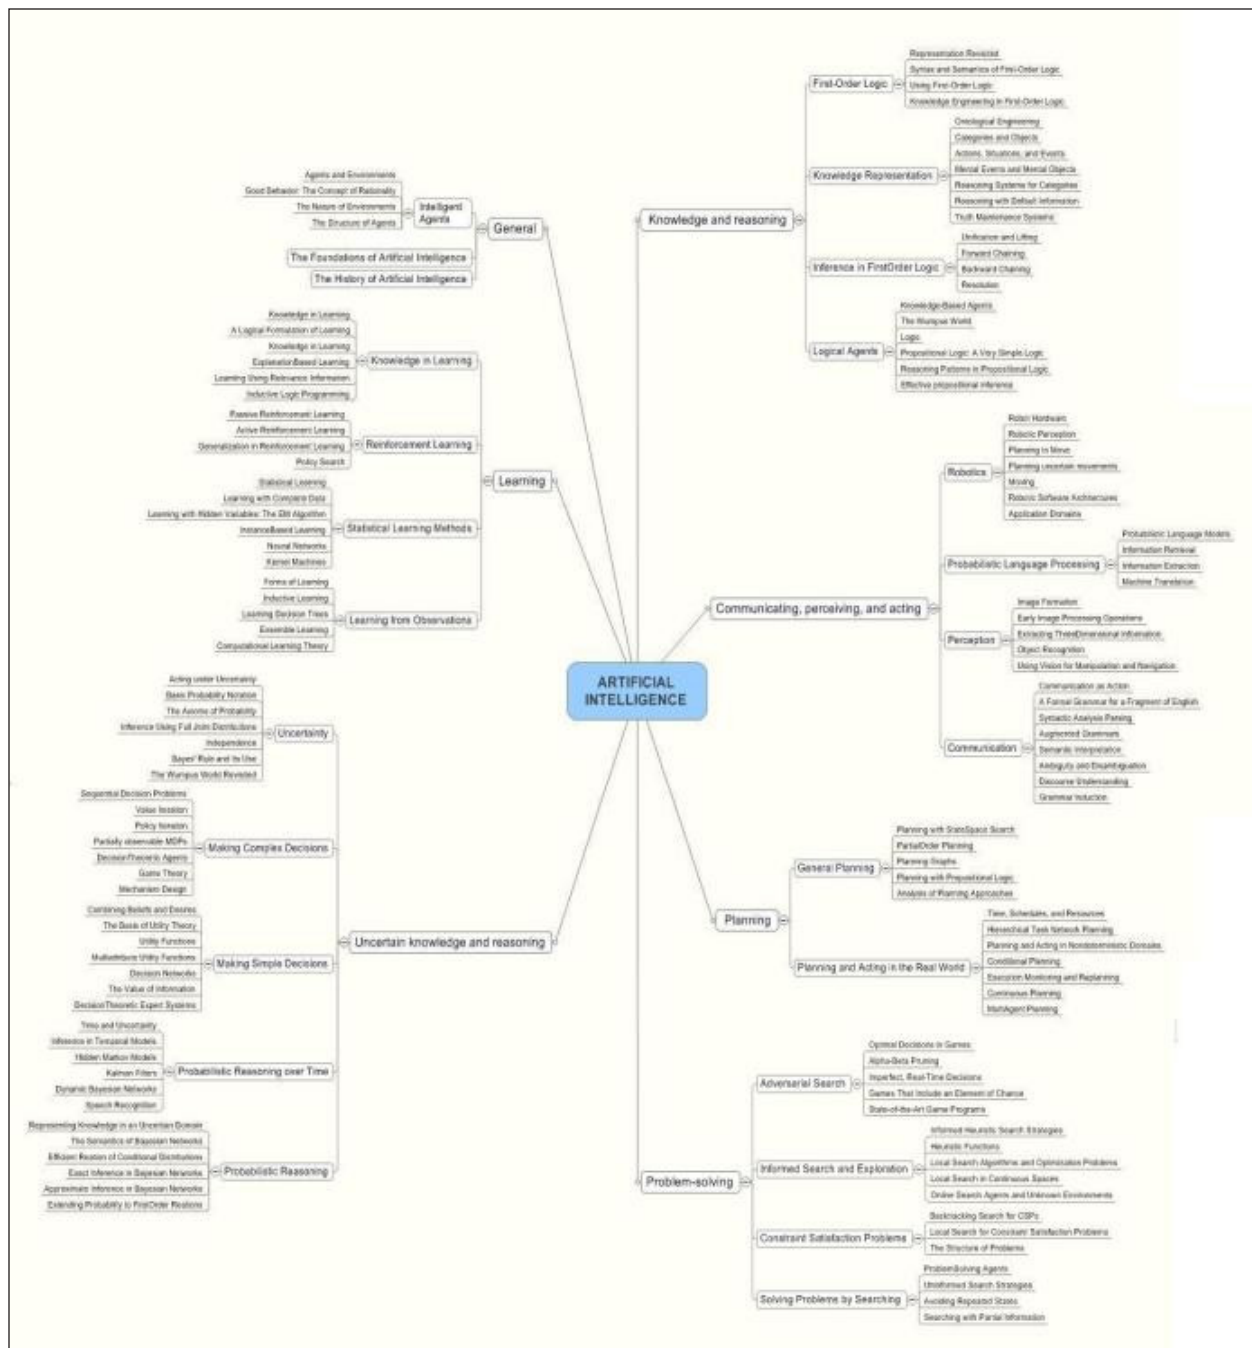 ARTIFICIAL
INTELLIGENCE
General
Intelligent
Agents
Agents and Environments
Good Behavior: The Concept of Rationality
The Nature of Environments
The Structure of Agents
The Foundations of Artificial Intelligence
The History of Artificial Intelligence
Learning
Knowledge in Learning
Knowledge in Learning
A Logical Formulation of Learning
Knowledge in Learning
ExplanationBased Learning
Learning Using Relevance Information
Inductive Logic Programming
Reinforcement Learning
Passive Reinforcement Learning
Active Reinforcement Learning
Generalization in Reinforcement Learning
Policy Search
Statistical Learning Methods
Statistical Learning
Learning with Complete Data
Learning with Hidden Variables: The EM Algorithm
InstanceBased Learning
Neural Networks
Kernel Machines
Learning from Observations
Forms of Learning
Inductive Learning
Learning Decision Trees
Ensemble Learning
Computational Learning Theory
Uncertain knowledge and reasoning
Uncertainty
Acting under Uncertainty
Basic Probability Notation
The Axioms of Probability
Inference Using Full Joint Distributions
Independence
Bayes' Rule and Its Use
The Wumpus World Revisited
Making Complex Decisions
Sequential Decision Problems
Value Iteration
Policy Iteration
Partially observable MDPs
DecisionTheoretic Agents
Game Theory
Mechanism Design
Making Simple Decisions
Combining Beliefs and Desires
The Basis of Utility Theory
Utility Functions
Multiattribute Utility Functions
Decision Networks
The Value of Information
DecisionTheoretic Expert Systems
Probabilistic Reasoning over Time
Time and Uncertainty
Inference in Temporal Models
Hidden Markov Models
Kalman Filters
Dynamic Bayesian Networks
Speech Recognition
Probabilistic Reasoning
Representing Knowledge in an Uncertain Domain
The Semantics of Bayesian Networks
Efficient of Conditional Distributions
Exact Inference in Bayesian Networks
Approximate Inference in Bayesian Networks
Extending Probability to FirstOrder
Knowledge and reasoning
First-Order Logic
Representation Revisited
Syntax and Semantics of First-Order Logic
Using First-Order Logic
Knowledge Engineering in First-Order Logic
Knowledge Representation
Ontological Engineering
Categories and Objects
Actions, Situations, and Events
Mental Events and Mental Objects
Reasoning Systems for Categories
Reasoning with Default Information
Truth Maintenance Systems
Inference in FirstOrder Logic
Unification and Lifting
Forward Chaining
Backward Chaining
Resolution
Logical Agents
Knowledge-Based Agents
The Wumpus World
Logic
Propositional Logic: A Very Simple Logic
Reasoning Patterns in Propositional Logic
Effective propositional inference
Communicating, perceiving, and acting
Robotics
Hardware
Robotic Perception
Planning to Move
Planning uncertain movements
Moving
Robotic Software Architectures
Application Domains
Probabilistic Language Processing
Probabilistic Language Models
Information Retrieval
Information Extraction
Machine Translation
Perception
Image Formation
Early Image Processing Operations
Extracting ThreeDimensional Information
Object Recognition
Using Vision for Manipulation and Navigation
Communication
Communication as Action
A Formal Grammar for a Fragment of English
Syntactic Analysis Parsing
Augmented Grammars
Semantic Interpretation
Ambiguity and Disambiguation
Discourse Understanding
Grammar Induction
Planning
General Planning
Planning with StateSpace Search
PartialOrder Planning
Planning Graphs
Planning with Propositional Logic
Analysis of Planning Approaches
Planning and Acting in the Real World
Time, Schedules, and Resources
Hierarchical Task Network Planning
Planning and Acting in Nondeterministic Domains
Conditional Planning
Execution Monitoring and Replanning
Continuous Planning
MultiAgent Planning
Problem-solving
Adversarial Search
Optimal Decisions in Games
Alpha-Beta Pruning
Imperfect, Real-Time Decisions
Games That Include an Element of Chance
State-of-the-Art Game Programs
Informed Search and Exploration
Informed Heuristic Search Strategies
Heuristic Functions
Local Search Algorithms and Optimization Problems
Local Search in Continuous Spaces
Online Search Agents and Unknown Environments
Constraint Satisfaction Problems
Backtracking Search for CSPs
Local Search for Constraint Satisfaction Problems
The Structure of Problems
Solving Problems by Searching
ProblemSolving Agents
Uninformed Search Strategies
Avoiding Repeated States
Searching with Partial Information